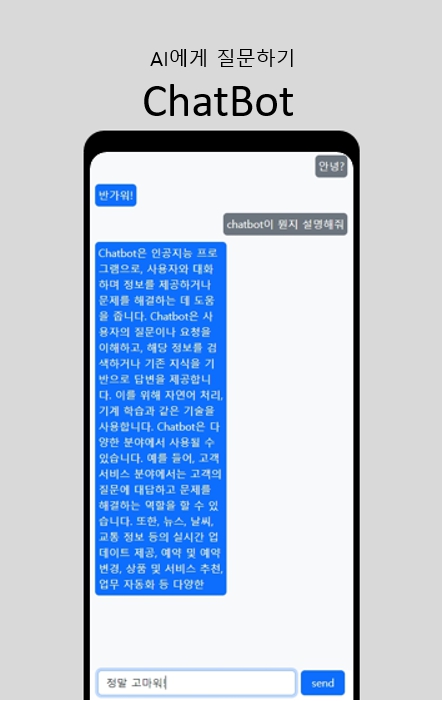 AI에게 질문하기
ChatBot
안녕?
반가워!
chatbot이 뭔지 설명해줘
Chatbot은 인공지능 프로
그램으로, 사용자와 대화
하며 정보를 제공하거나
문제를 해결하는 데 도움
을 줍니다. Chatbot은 사
용자의 질문이나 요청을
이해하고, 해당 정보를 검
색하거나 기존 지식을 기
반으로 답변을 제공합니
다. 이를 위해 자연어 처리,
기계 학습과 같은 기술을
사용합니다. Chatbot은 다
양한 분야에서 사용될 수
있습니다. 예를 들어, 고객
서비스 분야에서는 고객의
질문에 대답하고 문제를
해결하는 역할을 할 수 있
습니다. 또한, 뉴스, 날씨,
교통 정보 등의 실시간 업
데이트 제공, 예약 및 예약
변경, 상품 및 서비스 추천,
업무 자동화 등 다양한
정말 고마워!
send